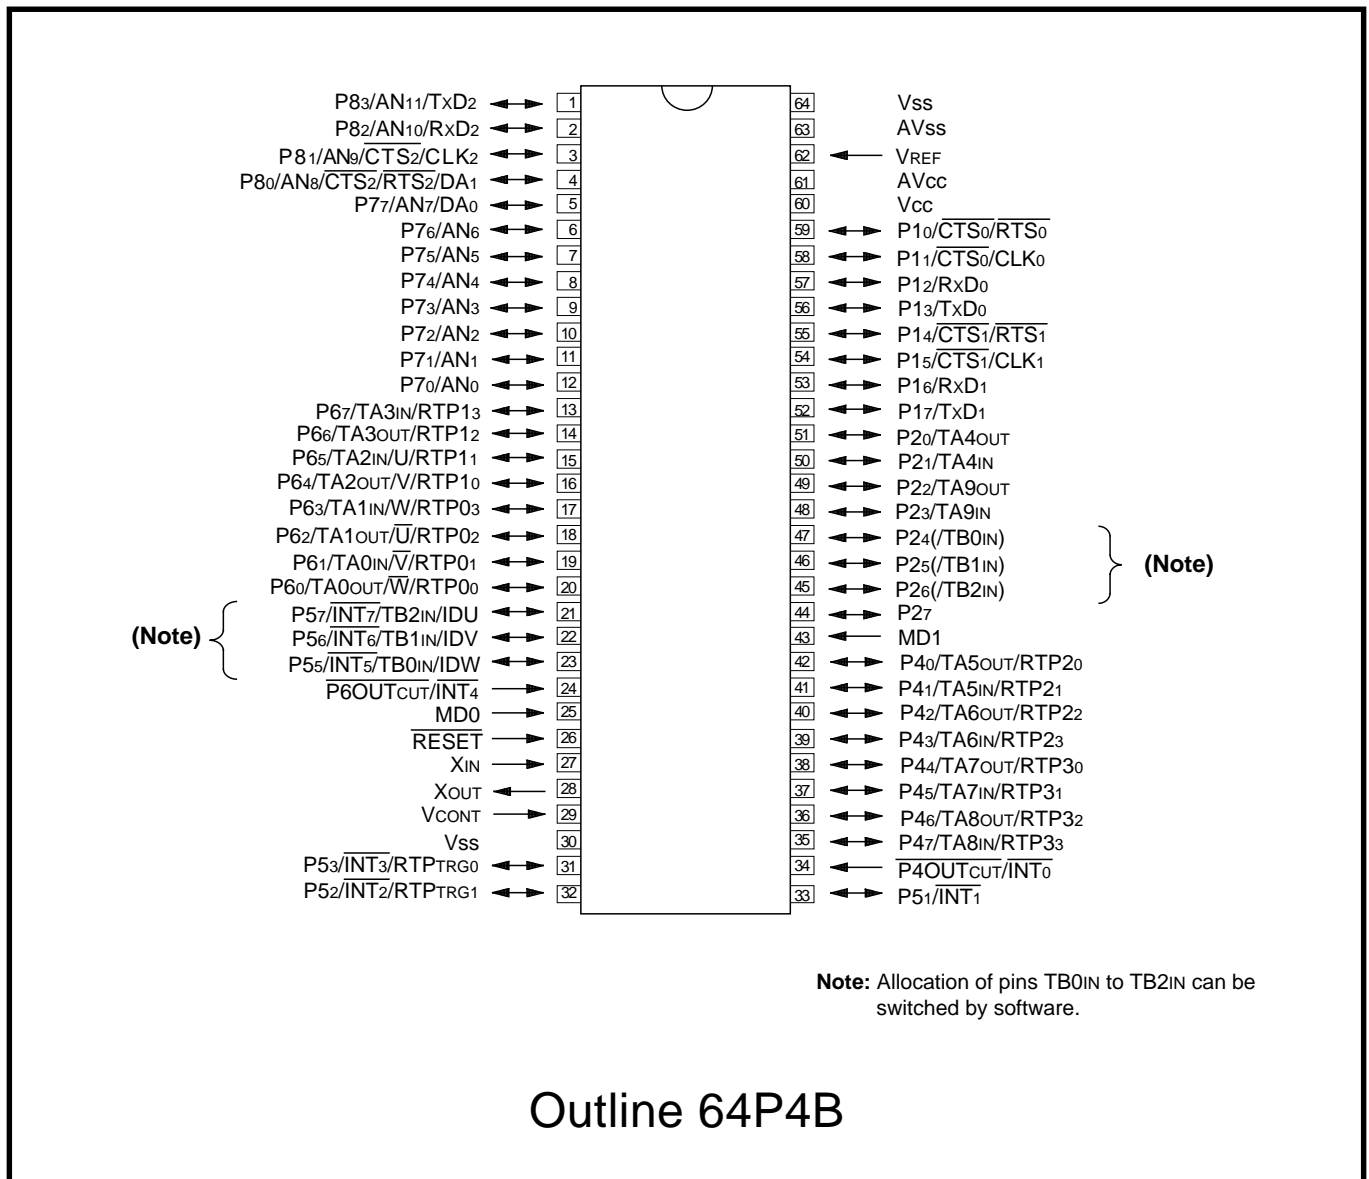 P83/AN11/TxD2 1
P82/AN10/RxD2 2
P81/AN9/CTS2/CLK2 3
P80/AN8/CTS2/RTS2/DA1 4
P77/AN7/DA0 5
P76/AN6 6
P75/AN5 7
P74/AN4 8
P73/AN3 9
P72/AN2 10
P71/AN1 11
P70/AN0 12
P67/TA3IN/RTP13 13
P66/TA3OUT/RTP12 14
P65/TA2IN/U/RTP11 15
P64/TA2OUT/V/RTP10 16
P63/TA1IN/W/RTP03 17
P62/TA1OUT/U/RTP02 18
P61/TA0IN/V/RTP01 19
P60/TA0OUT/W/RTP00 20
P57/INT7/TB2IN/IDU 21
(Note) P56/INT6/TB1IN/IDV 22
P55/INT5/TB0IN/IDW 23
P6OUTCUT/INT4 24
MD0 25
RESET 26
XIN 27
XOUT 28
VCONT 29
Vss 30
P53/INT3/RTPTRG0 31
P52/INT2/RTPTRG1 32
64 Vss
63 AVss
62 VREF
61 AVcc
60 Vcc
59 P10/CTS0/RTS0
58 P11/CTS0/CLK0
57 P12/RxD0
56 P13/TxD0
55 P14/CTS1/RTS1
54 P15/CTS1/CLK1
53 P16/RxD1
52 P17/TxD1
51 P20/TA4OUT
50 P21/TA4IN
49 P22/TA9OUT
48 P23/TA9IN
47 P24(/TB0IN)
46 P25(/TB1IN) (Note)
45 P26(/TB2IN)
44 P27
43 MD1
42 P40/TA5OUT/RTP20
41 P41/TA5IN/RTP21
40 P42/TA6OUT/RTP22
39 P43/TA6IN/RTP23
38 P44/TA7OUT/RTP30
37 P45/TA7IN/RTP31
36 P46/TA8OUT/RTP32
35 P47/TA8IN/RTP33
34 P4OUTCUT/INT0
33 P51/INT1
Note: Allocation of pins TB0IN to TB2IN can be
switched by software.
Outline 64P4B